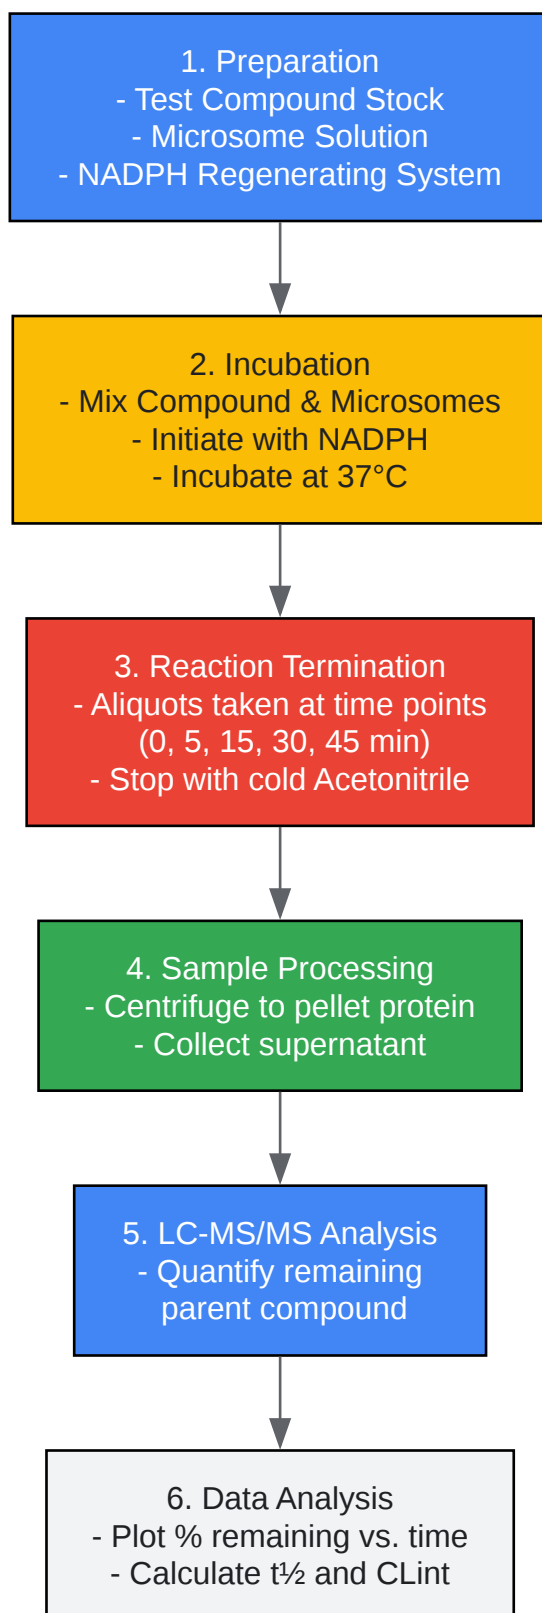 1. Preparation
- Test Compound Stock
- Microsome Solution
- NADPH Regenerating System
2. Incubation
- Mix Compound & Microsomes
- Initiate with NADPH
- Incubate at 37°C
3. Reaction Termination
- Aliquots taken at time points
(0, 5, 15, 30, 45 min)
- Stop with cold Acetonitrile
4. Sample Processing
- Centrifuge to pellet protein
- Collect supernatant
5. LC-MS/MS Analysis
- Quantify remaining
parent compound
6. Data Analysis
- Plot % remaining vs. time
- Calculate t½ and CLint